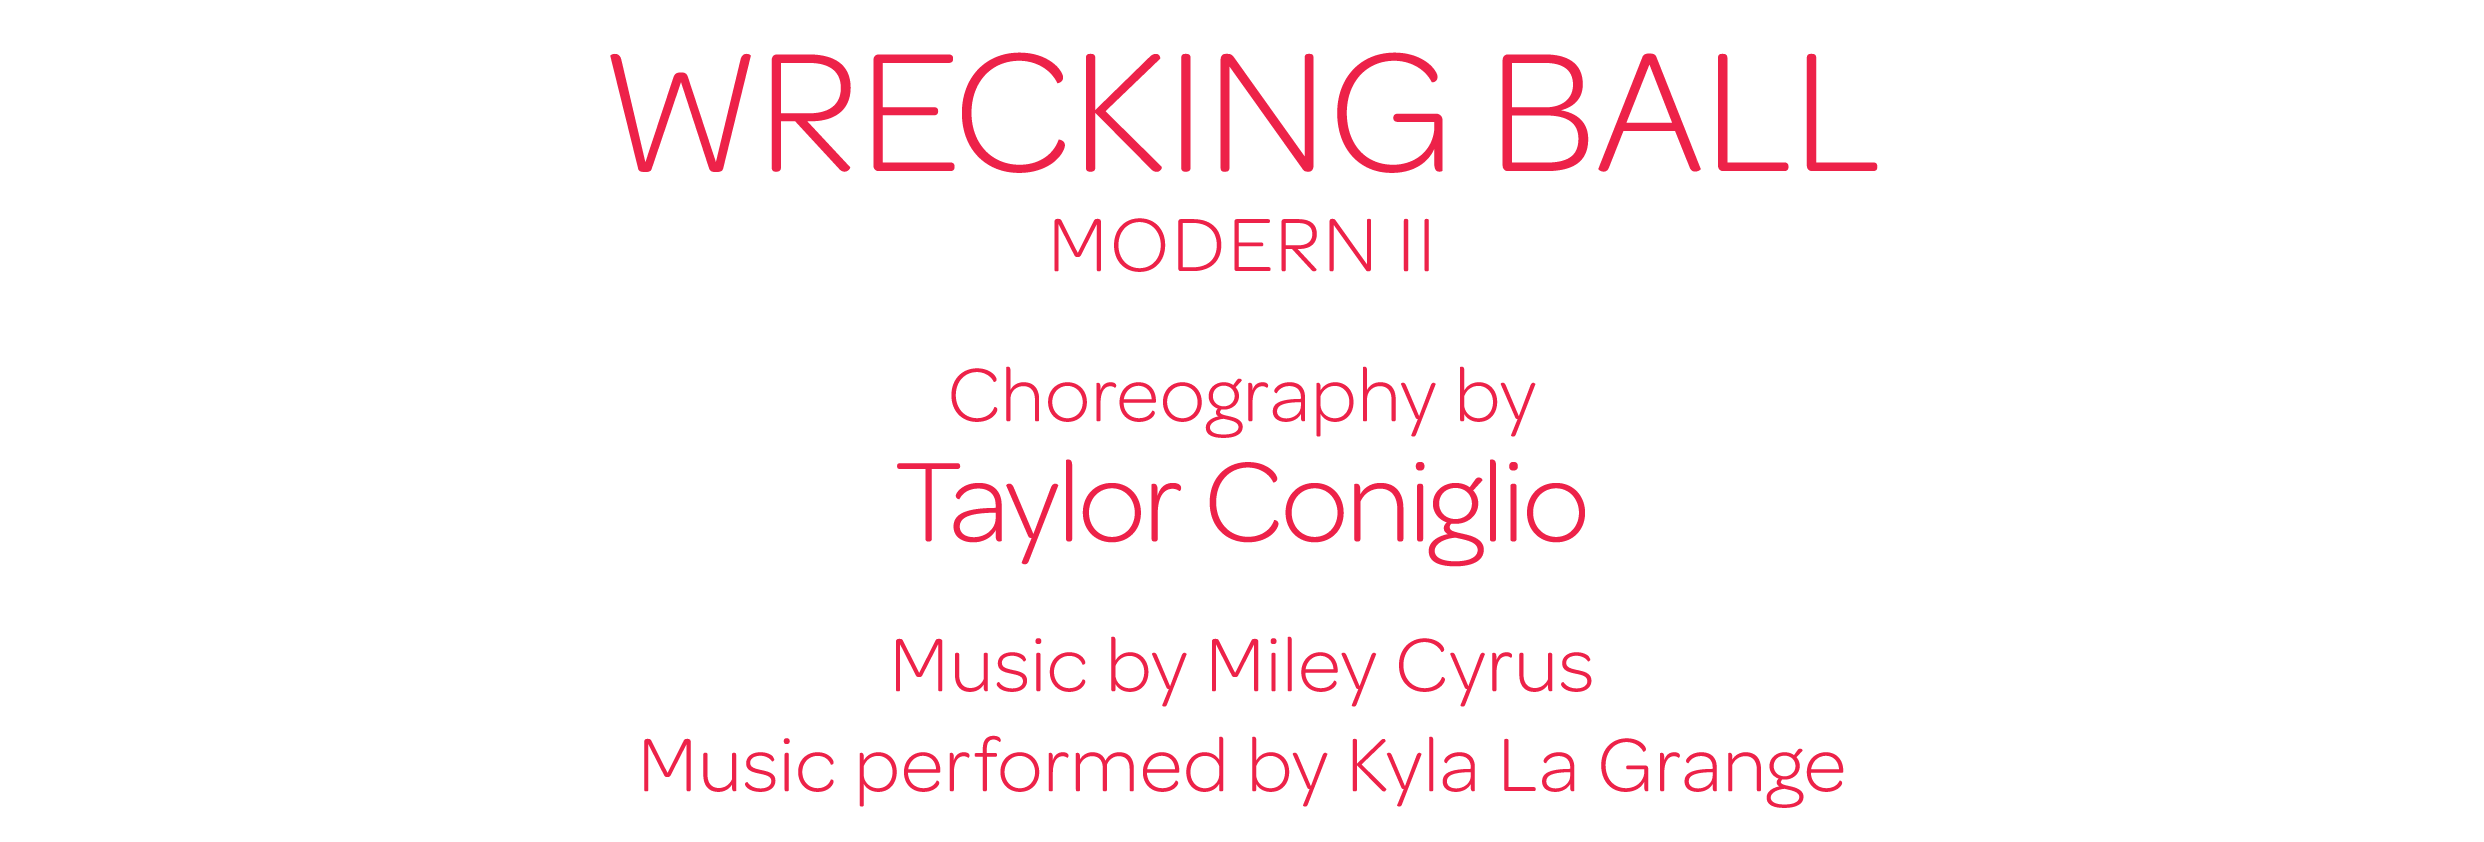 WRECKING BALL
MODERN II
Choreography by
Taylor Coniglio
Music by Miley Cyrus
Music performed by Kyla La Grange